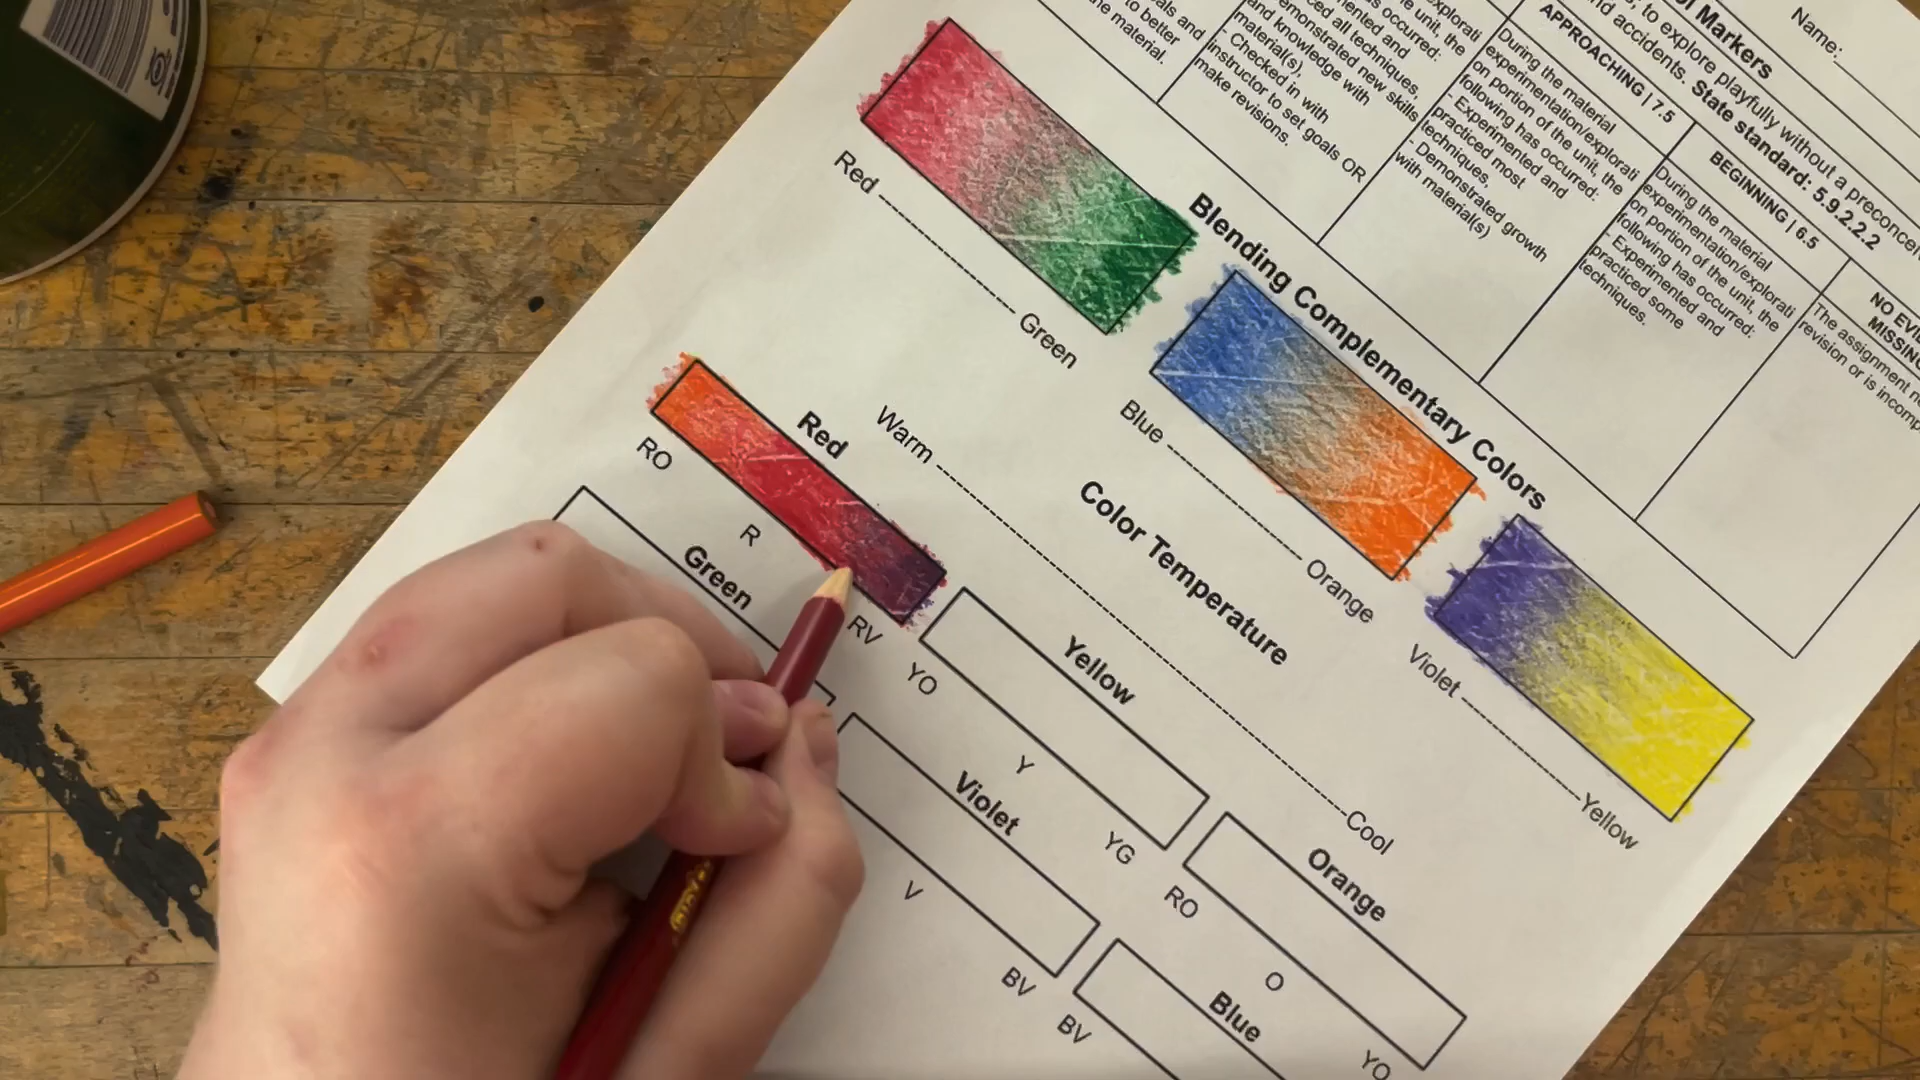 Name:
ol Markers
to explore playfully without a preconce
nd accidents. State standard: 5.9.2.2.2
als and
to better
the material.
ced all techniques,
emonstrated new skills
and knowledge with
material(s),
- Checked in with
instructor to set goals OR
make revisions.
the unit, the
occurred:
nted and
techniques,
- Demonstrated growth
with material(s)
APPROACHING | 7.5
During the material
experimentation/explorati
on portion of the unit, the
following has occurred:
- Experimented and
practiced most
BEGINNING | 6.5
During the material
experimentation/explorati
on portion of the unit, the
following has occurred:
- Experimented and
practiced some
techniques.
NO EVI
MISSING
The assignment n
revision or is incomp
Blending Complementary Colors
Red Green
Blue Orange
Violet Yellow
Color Temperature
Warm Cool
Red
RO R RV
Yellow
YO Y YG
Orange
RO O YO
Green
Violet
V BV
Blue
BV